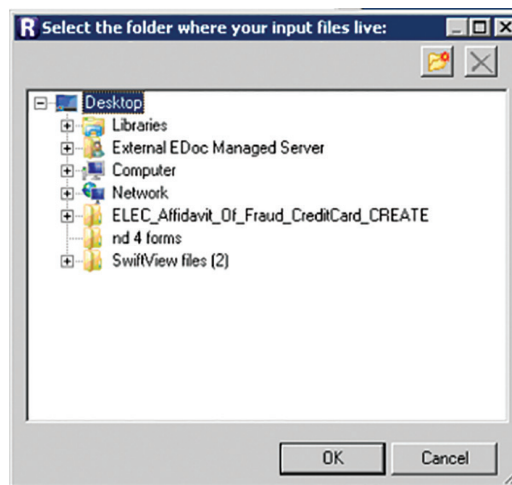 R Select the folder where your input files live:
Desktop
Libraries
External EDoc Managed Server
Computer
Network
ELEC_Affidavit_Of_Fraud_CreditCard_CREATE
nd 4 forms
SwiftView files (2)
OK Cancel